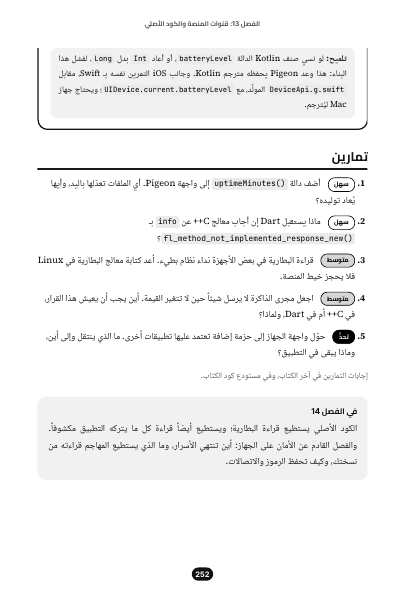 الفصل 13: قنوات المنصة والكود الأصلي
تلميح: لو نسي صنف Kotlin الدالة batteryLevel، أو أعاد Int بدل Long، لفشل هذا
البناء: هذا وعد Pigeon يحفظه مترجم Kotlin. وجانب iOS التمرين نفسه بـ Swift، مقابل
DeviceApi.g.swift المولّد، مع UIDevice.current.batteryLevel؛ ويحتاج جهاز
Mac ليُترجم.
تمارين
1. سهل أضف دالة uptimeMinutes() إلى واجهة Pigeon. أي الملفات تعدلها باليد، وأيها
يُعاد توليده؟
2. سهل ماذا يستقبل Dart إن أجاب معالج C++ عن info بـ
fl_method_not_implemented_response_new()؟
3. متوسط قراءة البطارية في بعض الأجهزة نداء نظام بطيء. أعد كتابة معالج البطارية في Linux
فلا يحجز خيط المنصة.
4. متوسط اجعل مجرى الذاكرة لا يرسل شيئاً حين لا تتغير القيمة. أين يجب أن يعيش هذا القرار،
في C++ أم في Dart، ولماذا؟
5. تحدٍّ حوّل واجهة الجهاز إلى حزمة إضافة تعتمد عليها تطبيقات أخرى. ما الذي ينتقل وإلى أين،
وماذا يبقى في التطبيق؟
إجابات التمارين في آخر الكتاب، وفي مستودع كود الكتاب.
في الفصل 14
الكود الأصلي يستطيع قراءة البطارية؛ ويستطيع أيضاً قراءة كل ما يتركه التطبيق مكشوفاً.
والفصل القادم عن الأمان على الجهاز: أين تنتهي الأسرار، وما الذي يستطيع المهاجم قراءته من
نسختك، وكيف تحفظ الرموز والاتصالات.
252